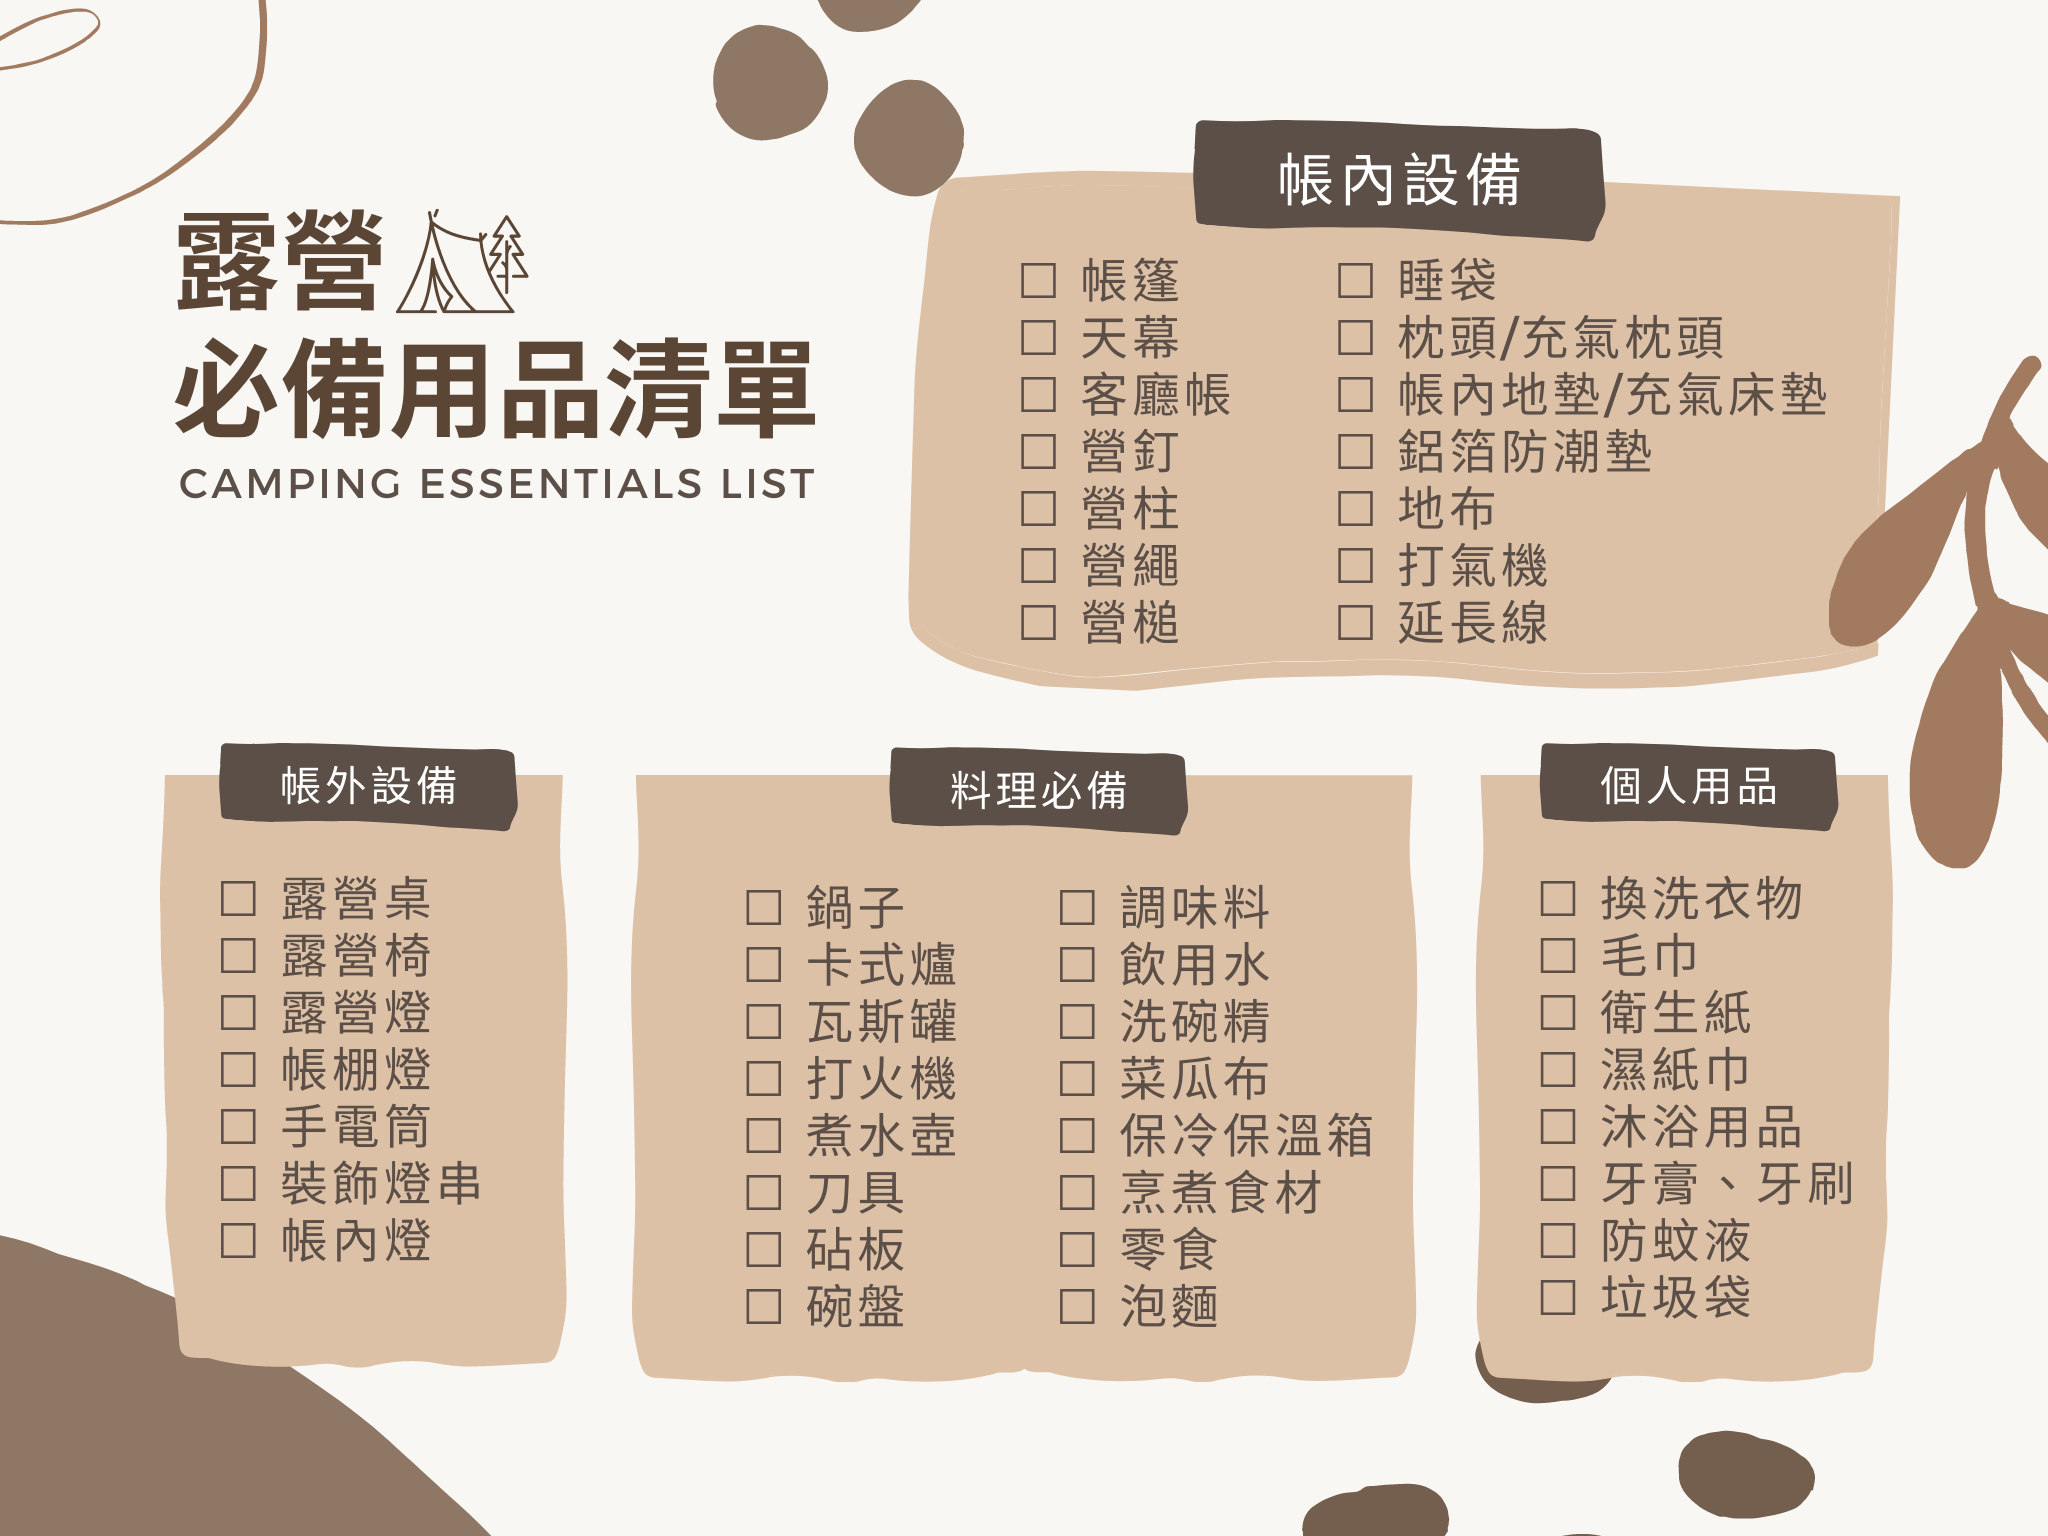 露營
必備用品清單
CAMPING ESSENTIALS LIST
帳內設備
□ 帳篷
□ 天幕
□ 客廳帳
□ 營釘
□ 營柱
□ 營繩
□ 營槌
□ 睡袋
□ 枕頭/充氣枕頭
□ 帳內地墊/充氣床墊
□ 鋁箔防潮墊
□ 地布
□ 打氣機
□ 延長線
帳外設備
□ 露營桌
□ 露營椅
□ 露營燈
□ 帳棚燈
□ 手電筒
□ 裝飾燈串
□ 帳內燈
料理必備
□ 鍋子
□ 卡式爐
□ 瓦斯罐
□ 打火機
□ 煮水壺
□ 刀具
□ 砧板
□ 碗盤
□ 調味料
□ 飲用水
□ 洗碗精
□ 菜瓜布
□ 保冷保溫箱
□ 烹煮食材
□ 零食
□ 泡麵
個人用品
□ 換洗衣物
□ 毛巾
□ 衛生紙
□ 濕紙巾
□ 沐浴用品
□ 牙膏、牙刷
□ 防蚊液
□ 垃圾袋